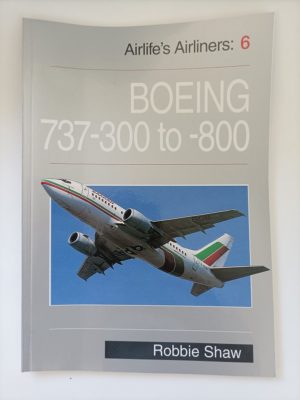 Airlife's Airliners: 6
BOEING
737-300 to -800
Robbie Shaw